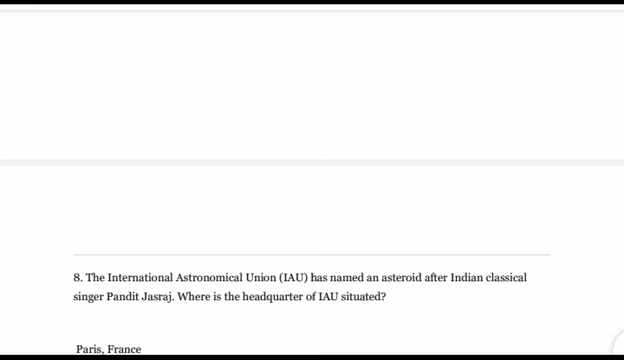 8. The International Astronomical Union (IAU) has named an asteroid after Indian classical
singer Pandit Jasraj. Where is the headquarter of IAU situated?
Paris, France